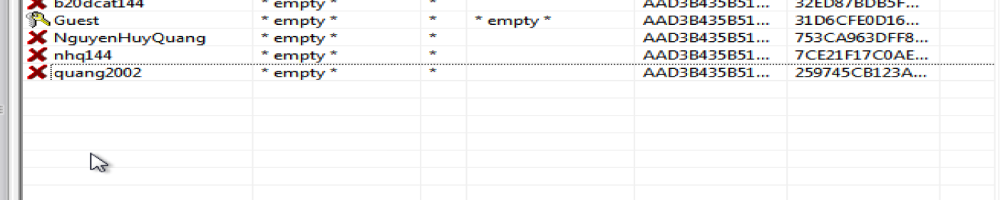 b20dcat144 * empty * * AAD3B435B51... 32ED87BDB5F...
Guest * empty * * * empty * AAD3B435B51... 31D6CFE0D16...
NguyenHuyQuang * empty * * AAD3B435B51... 753CA963DFF8...
nhq144 * empty * * AAD3B435B51... 7CE21F17C0AE...
quang2002 * empty * * AAD3B435B51... 259745CB123A...